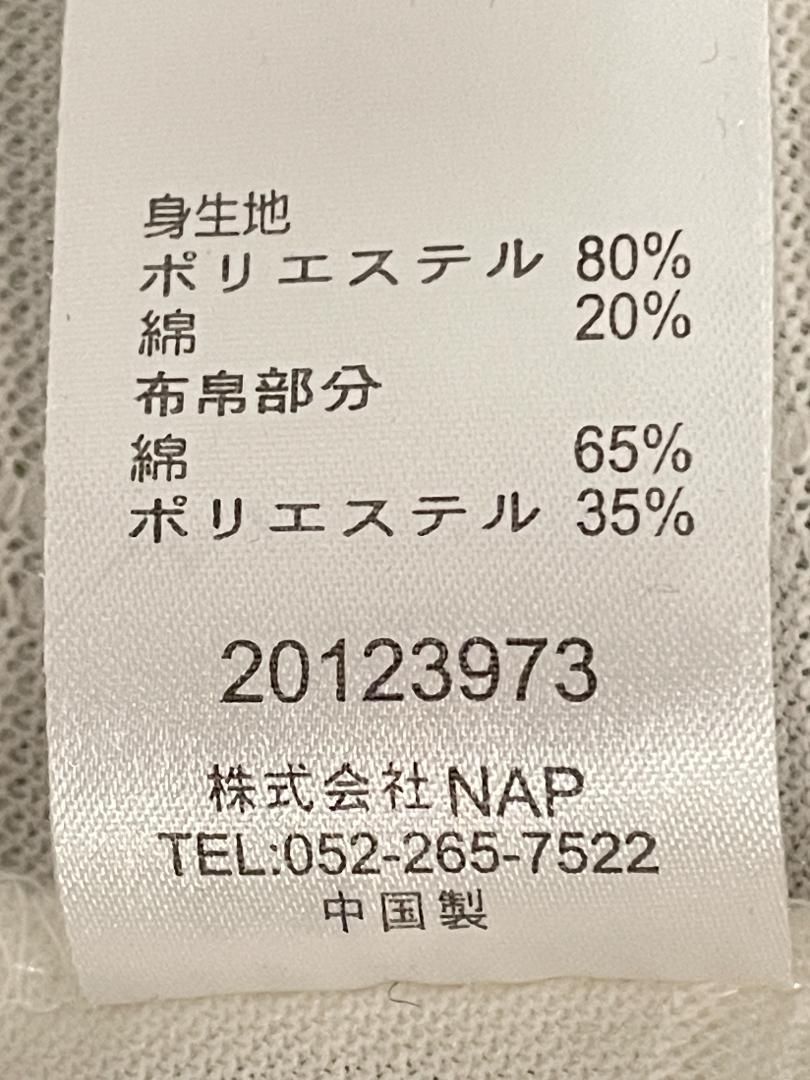 身生地
ポリエステル 80%
綿 20%
布帛部分
綿 65%
ポリエステル 35%
20123973
株式会社NAP
TEL:052-265-7522
中国製